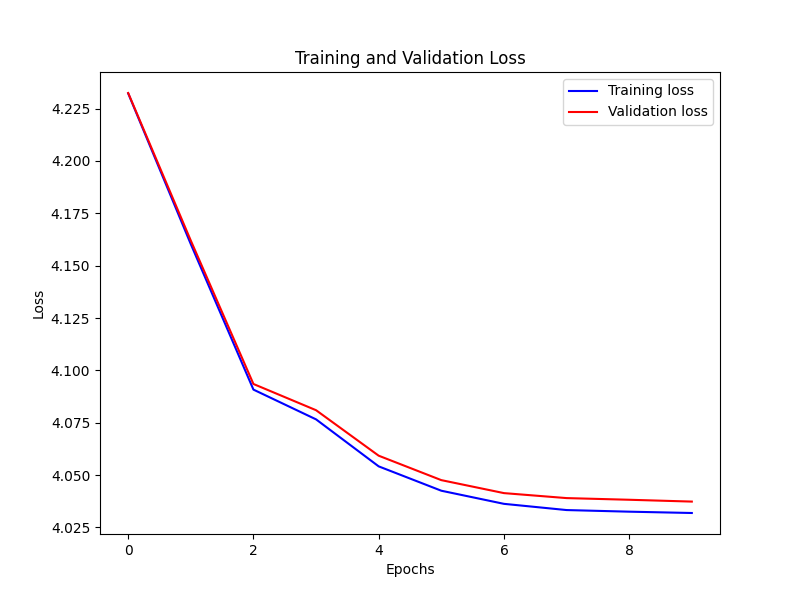 Training and Validation Loss
Training loss
Validation loss
Loss
4.225
4.200
4.175
4.150
4.125
4.100
4.075
4.050
4.025
0 2 4 6 8
Epochs